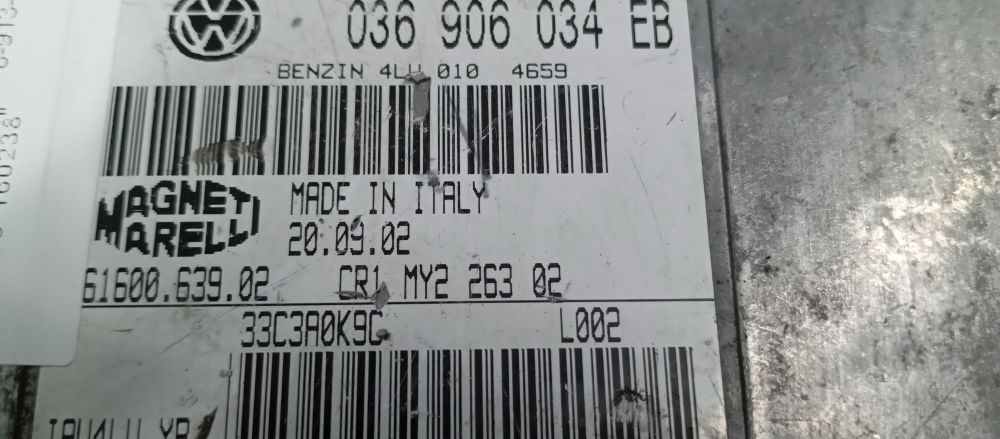 036 906 034 EB
BENZIN 010 4659
MAGNETI MARELLI
MADE IN ITALY
20.09.02
61600.639.02 CR1 MY2 263 02
33C3A0K9C L002